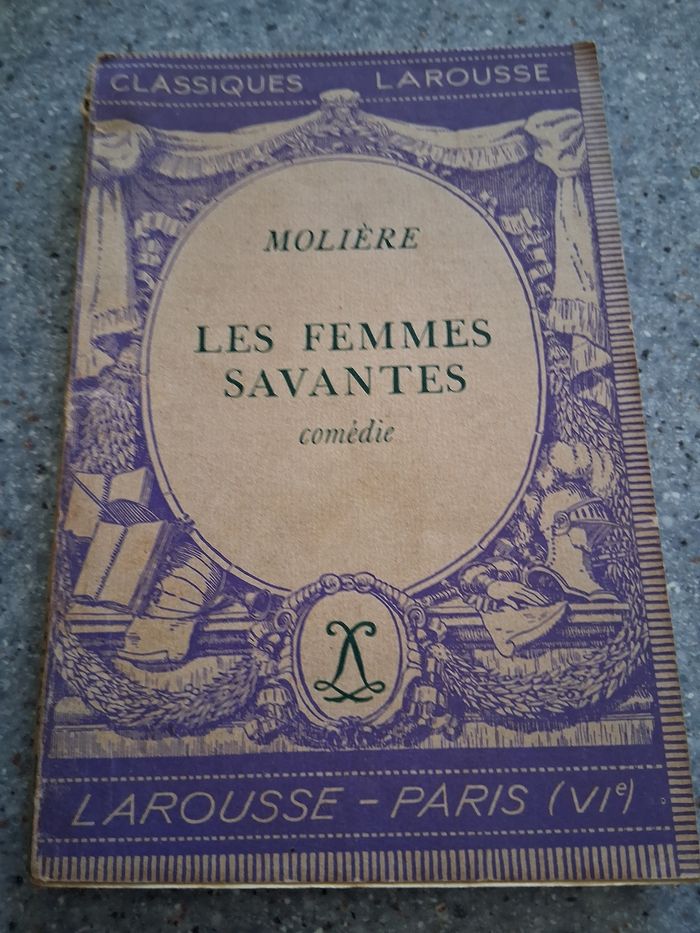 CLASSIQUES LAROUSSE
MOLIÈRE
LES FEMMES
SAVANTES
comédie
LAROUSSE - PARIS (VIe)